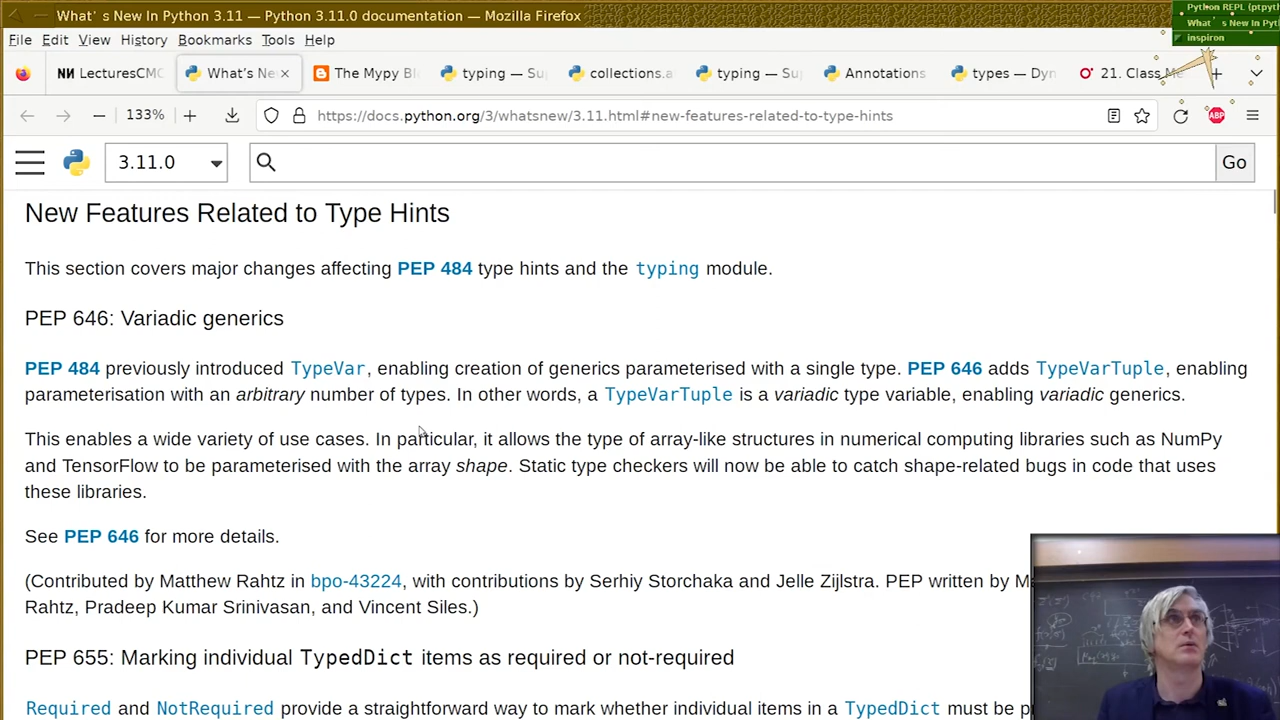 What's New In Python 3.11 — Python 3.11.0 documentation — Mozilla Firefox
Python REPL (ptpyth
What's New In Pyth
inspiron
File Edit View History Bookmarks Tools Help
LecturesCMC
What's Ne
The Mypy Bl
typing — Sup
collections.a
typing — Sup
Annotations
types — Dyn
21. Class Me
133%
https://docs.python.org/3/whatsnew/3.11.html#new-features-related-to-type-hints
ABP
3.11.0
Go
New Features Related to Type Hints
This section covers major changes affecting PEP 484 type hints and the typing module.
PEP 646: Variadic generics
PEP 484 previously introduced TypeVar, enabling creation of generics parameterised with a single type. PEP 646 adds TypeVarTuple, enabling
parameterisation with an arbitrary number of types. In other words, a TypeVarTuple is a variadic type variable, enabling variadic generics.
This enables a wide variety of use cases. In particular, it allows the type of array-like structures in numerical computing libraries such as NumPy
and TensorFlow to be parameterised with the array shape. Static type checkers will now be able to catch shape-related bugs in code that uses
these libraries.
See PEP 646 for more details.
(Contributed by Matthew Rahtz in bpo-43224, with contributions by Serhiy Storchaka and Jelle Zijlstra. PEP written by M
Rahtz, Pradeep Kumar Srinivasan, and Vincent Siles.)
PEP 655: Marking individual TypedDict items as required or not-required
Required and NotRequired provide a straightforward way to mark whether individual items in a TypedDict must be p